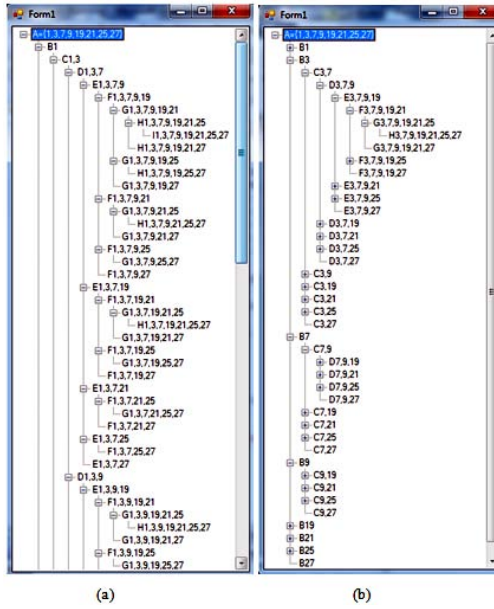 Form1
A={1,3,7,9,19,21,25,27}
B1
C1,3
D1,3,7
E1,3,7,9
F1,3,7,9,19
G1,3,7,9,19,21
H1,3,7,9,19,21,25
I1,3,7,9,19,21,25,27
H1,3,7,9,19,21,27
G1,3,7,9,19,25
H1,3,7,9,19,25,27
G1,3,7,9,19,27
F1,3,7,9,21
G1,3,7,9,21,25
H1,3,7,9,21,25,27
G1,3,7,9,21,27
F1,3,7,9,25
G1,3,7,9,25,27
F1,3,7,9,27
E1,3,7,19
F1,3,7,19,21
G1,3,7,19,21,25
H1,3,7,19,21,25,27
G1,3,7,19,21,27
F1,3,7,19,25
G1,3,7,19,25,27
F1,3,7,19,27
E1,3,7,21
F1,3,7,21,25
G1,3,7,21,25,27
F1,3,7,21,27
E1,3,7,25
F1,3,7,25,27
E1,3,7,27
D1,3,9
E1,3,9,19
F1,3,9,19,21
G1,3,9,19,21,25
H1,3,9,19,21,25,27
G1,3,9,19,21,27
F1,3,9,19,25
G1,3,9,19,25,27
(a)
Form1
A={1,3,7,9,19,21,25,27}
B1
B3
C3,7
D3,7,9
E3,7,9,19
F3,7,9,19,21
G3,7,9,19,21,25
H3,7,9,19,21,25,27
G3,7,9,19,21,27
F3,7,9,19,25
F3,7,9,19,27
E3,7,9,21
E3,7,9,25
E3,7,9,27
D3,7,19
D3,7,21
D3,7,25
D3,7,27
C3,9
C3,19
C3,21
C3,25
C3,27
B7
C7,9
D7,9,19
D7,9,21
D7,9,25
D7,9,27
C7,19
C7,21
C7,25
C7,27
B9
C9,19
C9,21
C9,25
C9,27
B19
B21
B25
B27
(b)